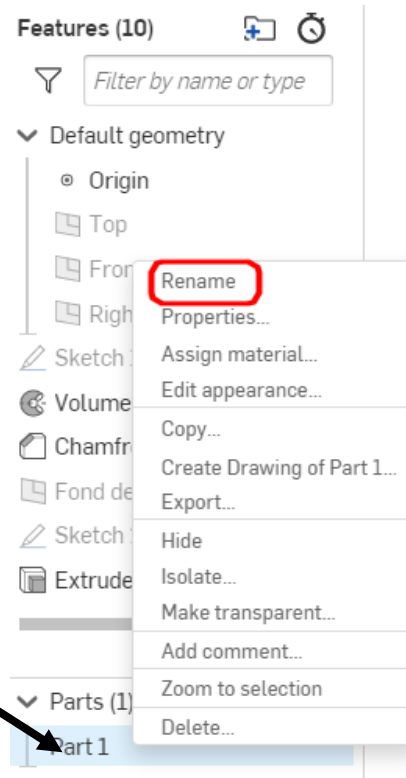 Features (10)
Filter by name or type
Default geometry
Origin
Top
Fron
Rename
Righ
Properties...
Sketch
Assign material...
Volume
Edit appearance...
Chamfr
Copy...
Create Drawing of Part 1...
Fond de
Export...
Sketch
Hide
Extrude
Isolate...
Make transparent...
Add comment...
Parts (1)
Zoom to selection
Part 1
Delete...